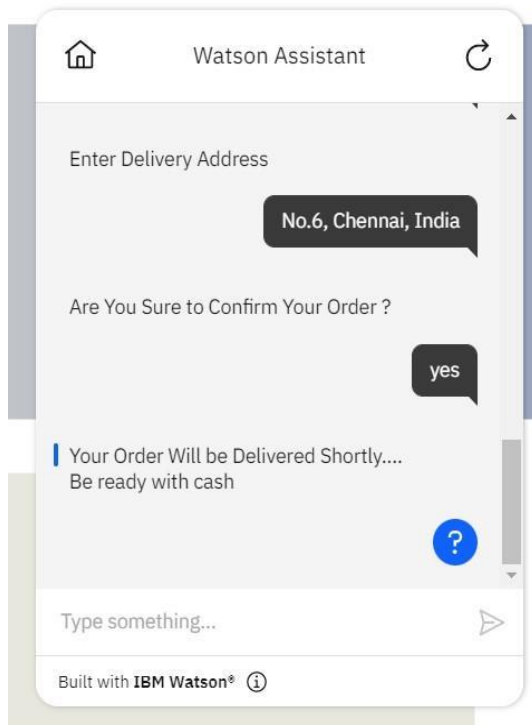 Watson Assistant
Enter Delivery Address
No.6, Chennai, India
Are You Sure to Confirm Your Order ?
yes
Your Order Will be Delivered Shortly....
Be ready with cash
?
Type something...
Built with IBM Watson®